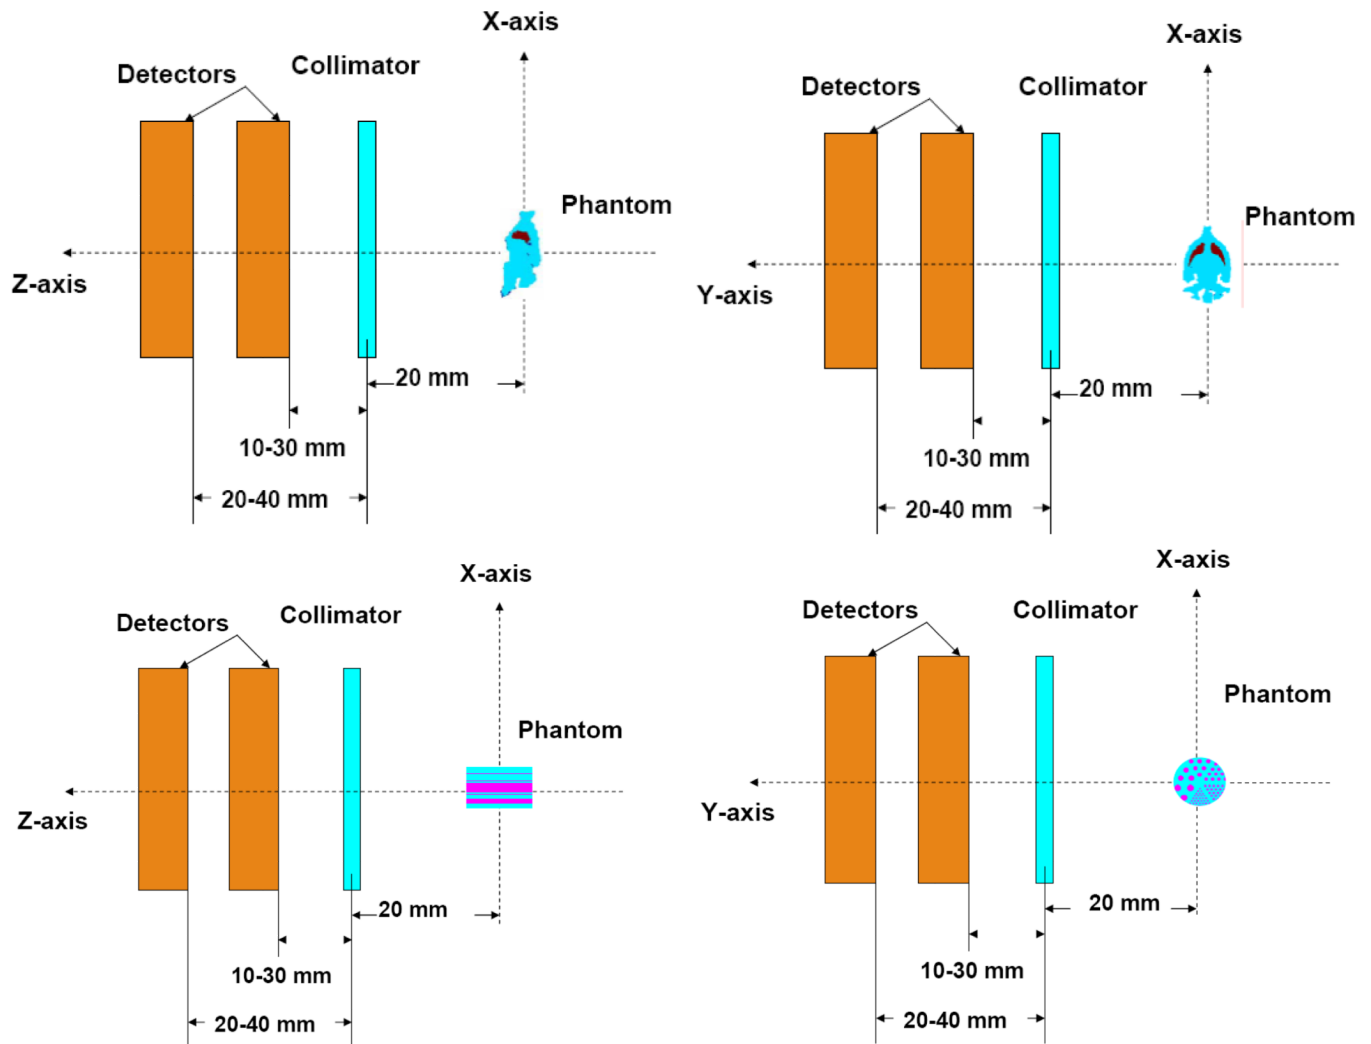 X-axis
Detectors
Collimator
Phantom
Z-axis
20 mm
10-30 mm
20-40 mm
X-axis
Detectors
Collimator
Phantom
Y-axis
20 mm
10-30 mm
20-40 mm
X-axis
Detectors
Collimator
Phantom
Z-axis
20 mm
10-30 mm
20-40 mm
X-axis
Detectors
Collimator
Phantom
Y-axis
20 mm
10-30 mm
20-40 mm